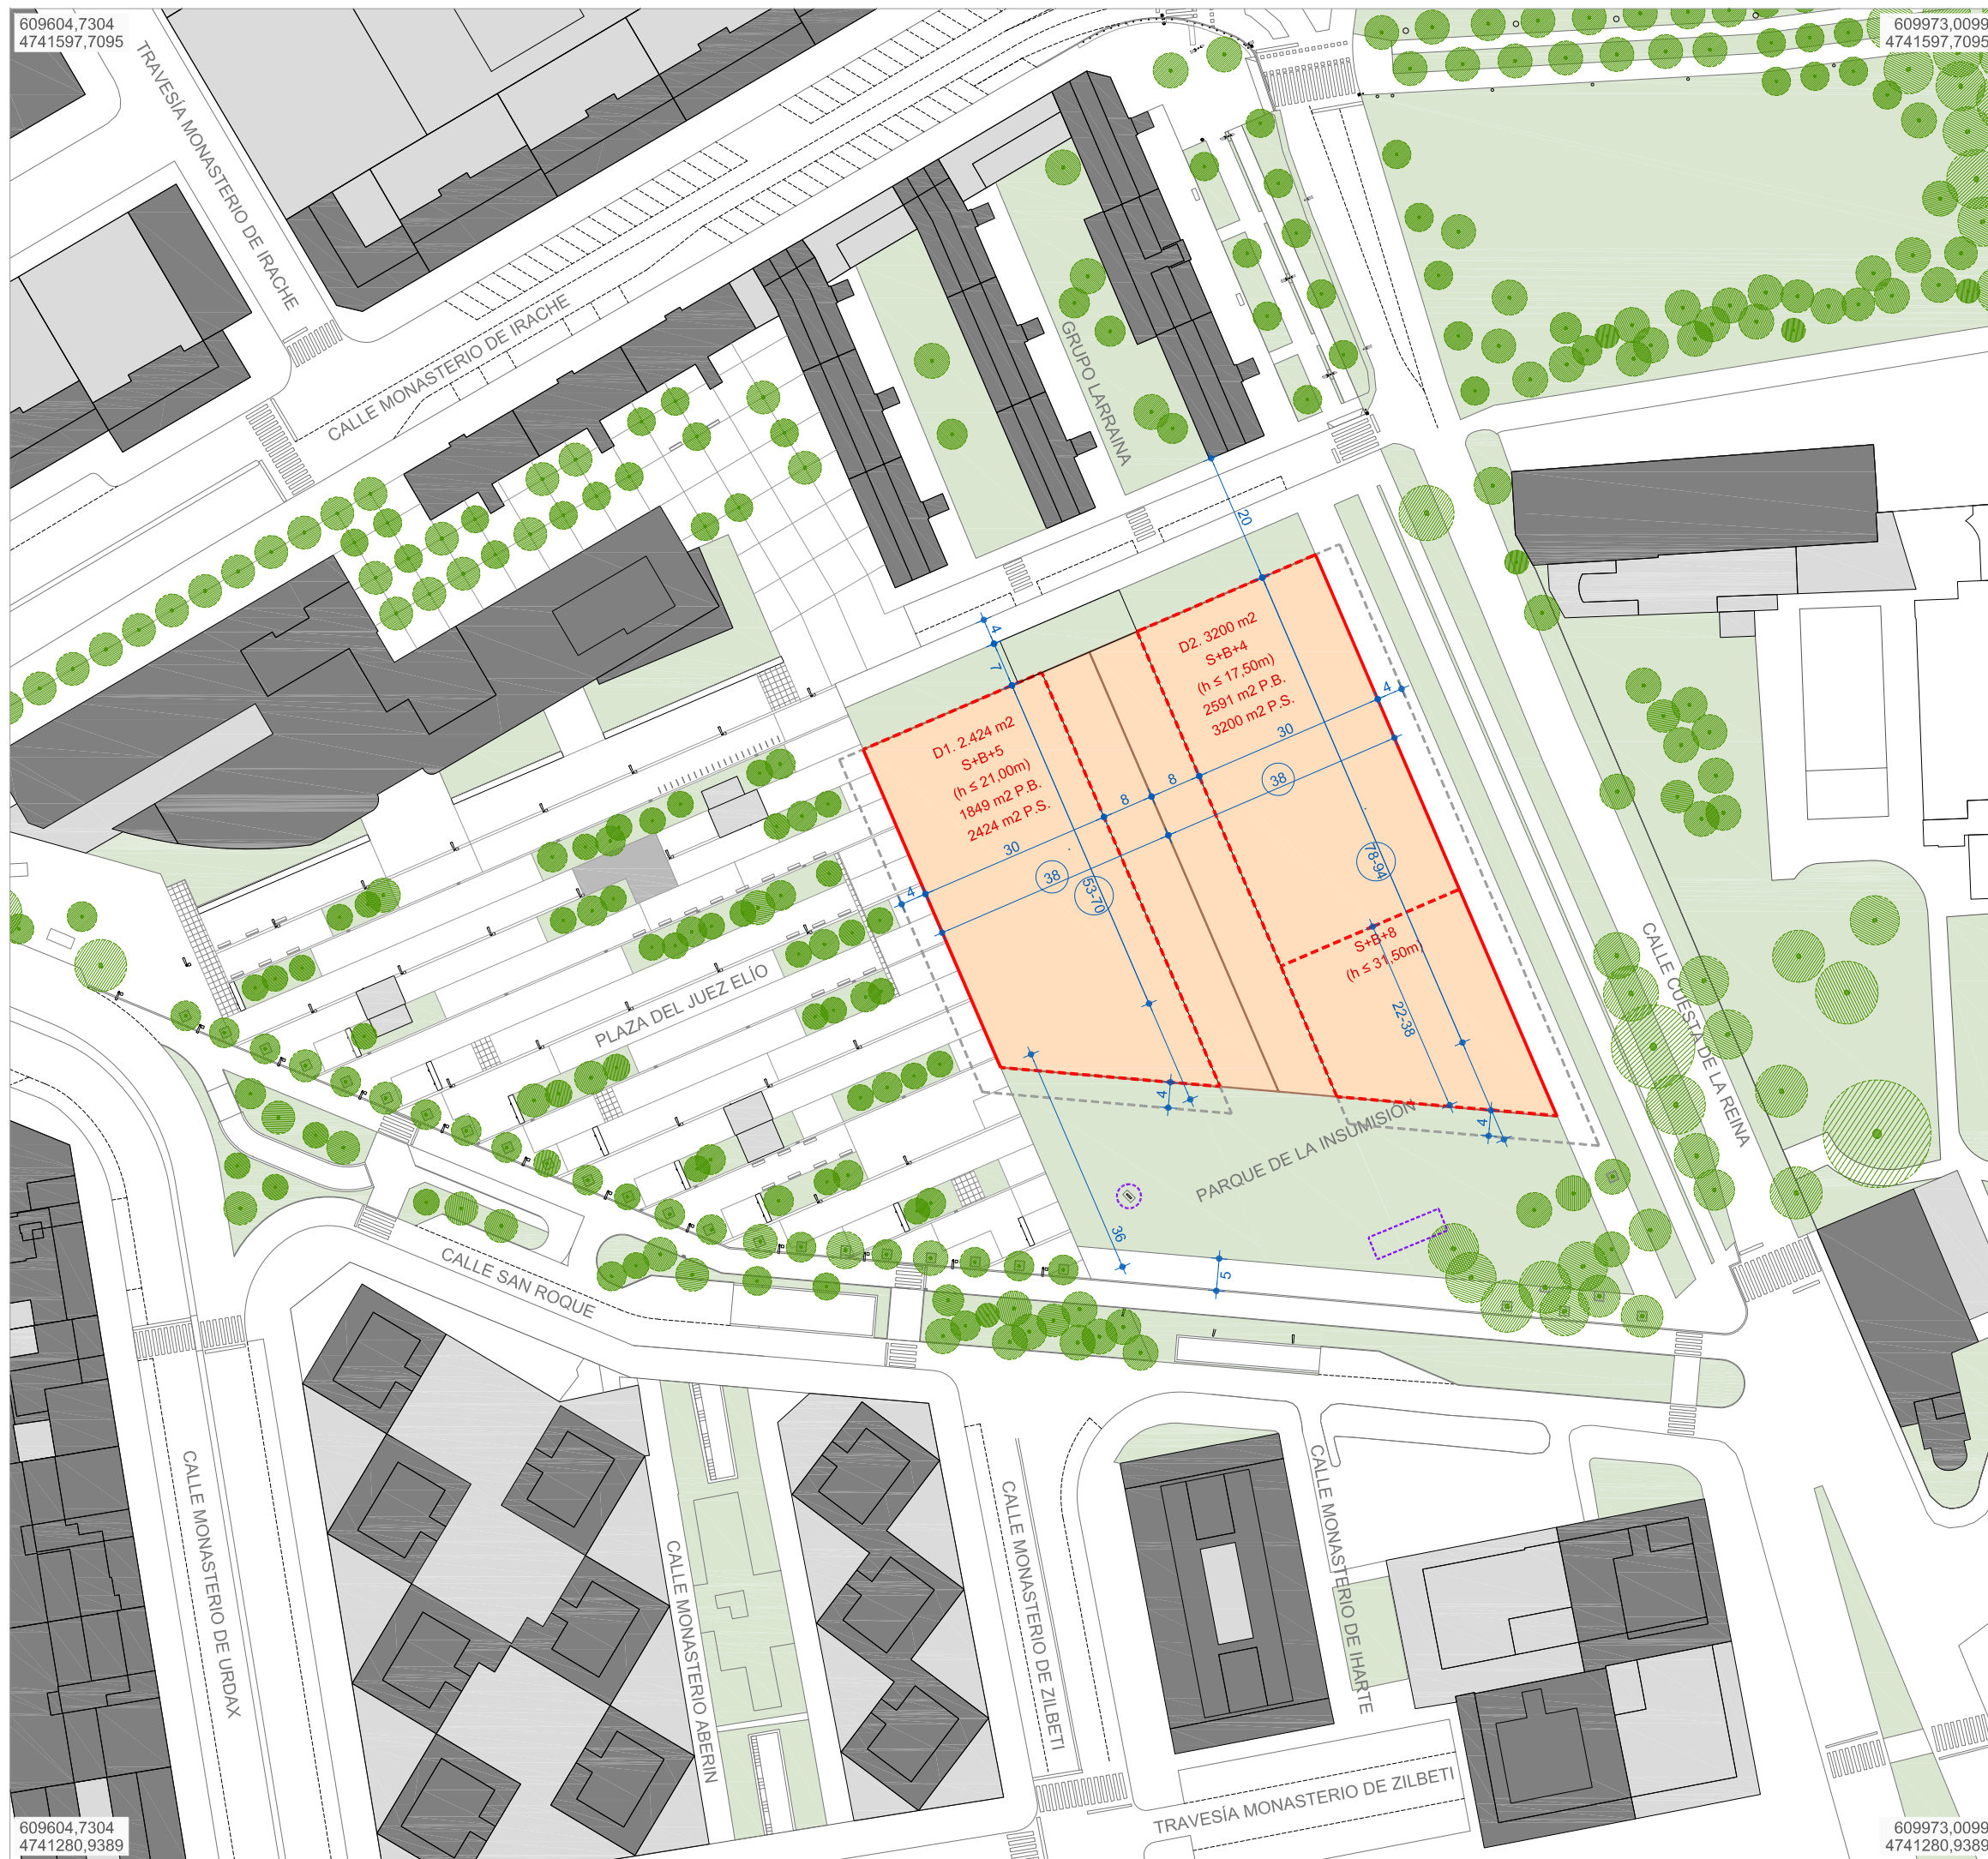 609604,7304
4741597,7095
609973,0099
4741597,7095
TRAVESÍA MONASTERIO DE IRACHE
CALLE MONASTERIO DE IRACHE
GRUPO LARRAINA
20
4
7
D2. 3200 m2
S+B+4
(h ≤ 17,50m)
2591 m2 P.B.
3200 m2 P.S.
D1. 2.424 m2
S+B+5
(h ≤ 21,00m)
1849 m2 P.B.
2424 m2 P.S.
4
30
8
8
30
4
38
38
53-70
78-94
S+B+8
(h ≤ 31,50m)
22-38
4
4
36
5
PLAZA DEL JUEZ ELÍO
PARQUE DE LA INSUMISIÓN
CALLE CUESTA DE LA REINA
CALLE SAN ROQUE
CALLE MONASTERIO DE URDAX
CALLE MONASTERIO ABERIN
CALLE MONASTERIO DE ZILBETI
CALLE MONASTERIO DE IHARTE
TRAVESÍA MONASTERIO DE ZILBETI
609604,7304
4741280,9389
609973,0099
4741280,9389